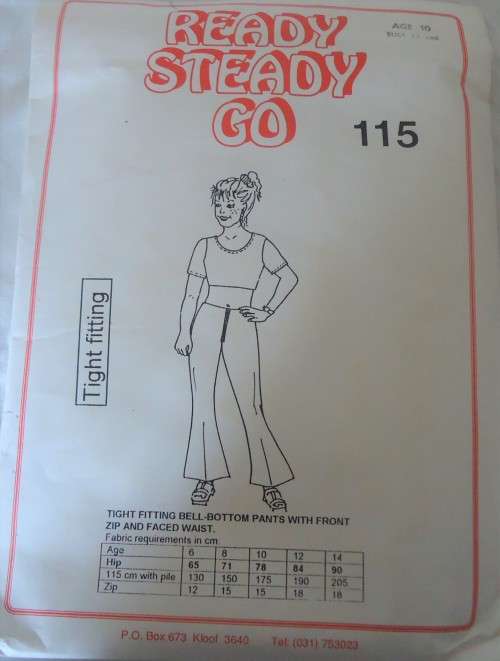 READY
STEADY
GO
AGE 10
115
Tight fitting
TIGHT FITTING BELL-BOTTOM PANTS WITH FRONT
ZIP AND FACED WAIST.
Fabric requirements in cm:
Age 6 8 10 12 14
Hip 65 71 78 84 90
115 cm with pile 130 150 175 190 205
Zip 12 15 15 18 18
P.O. Box 673 Kloof 3640 Tel: (031) 753023